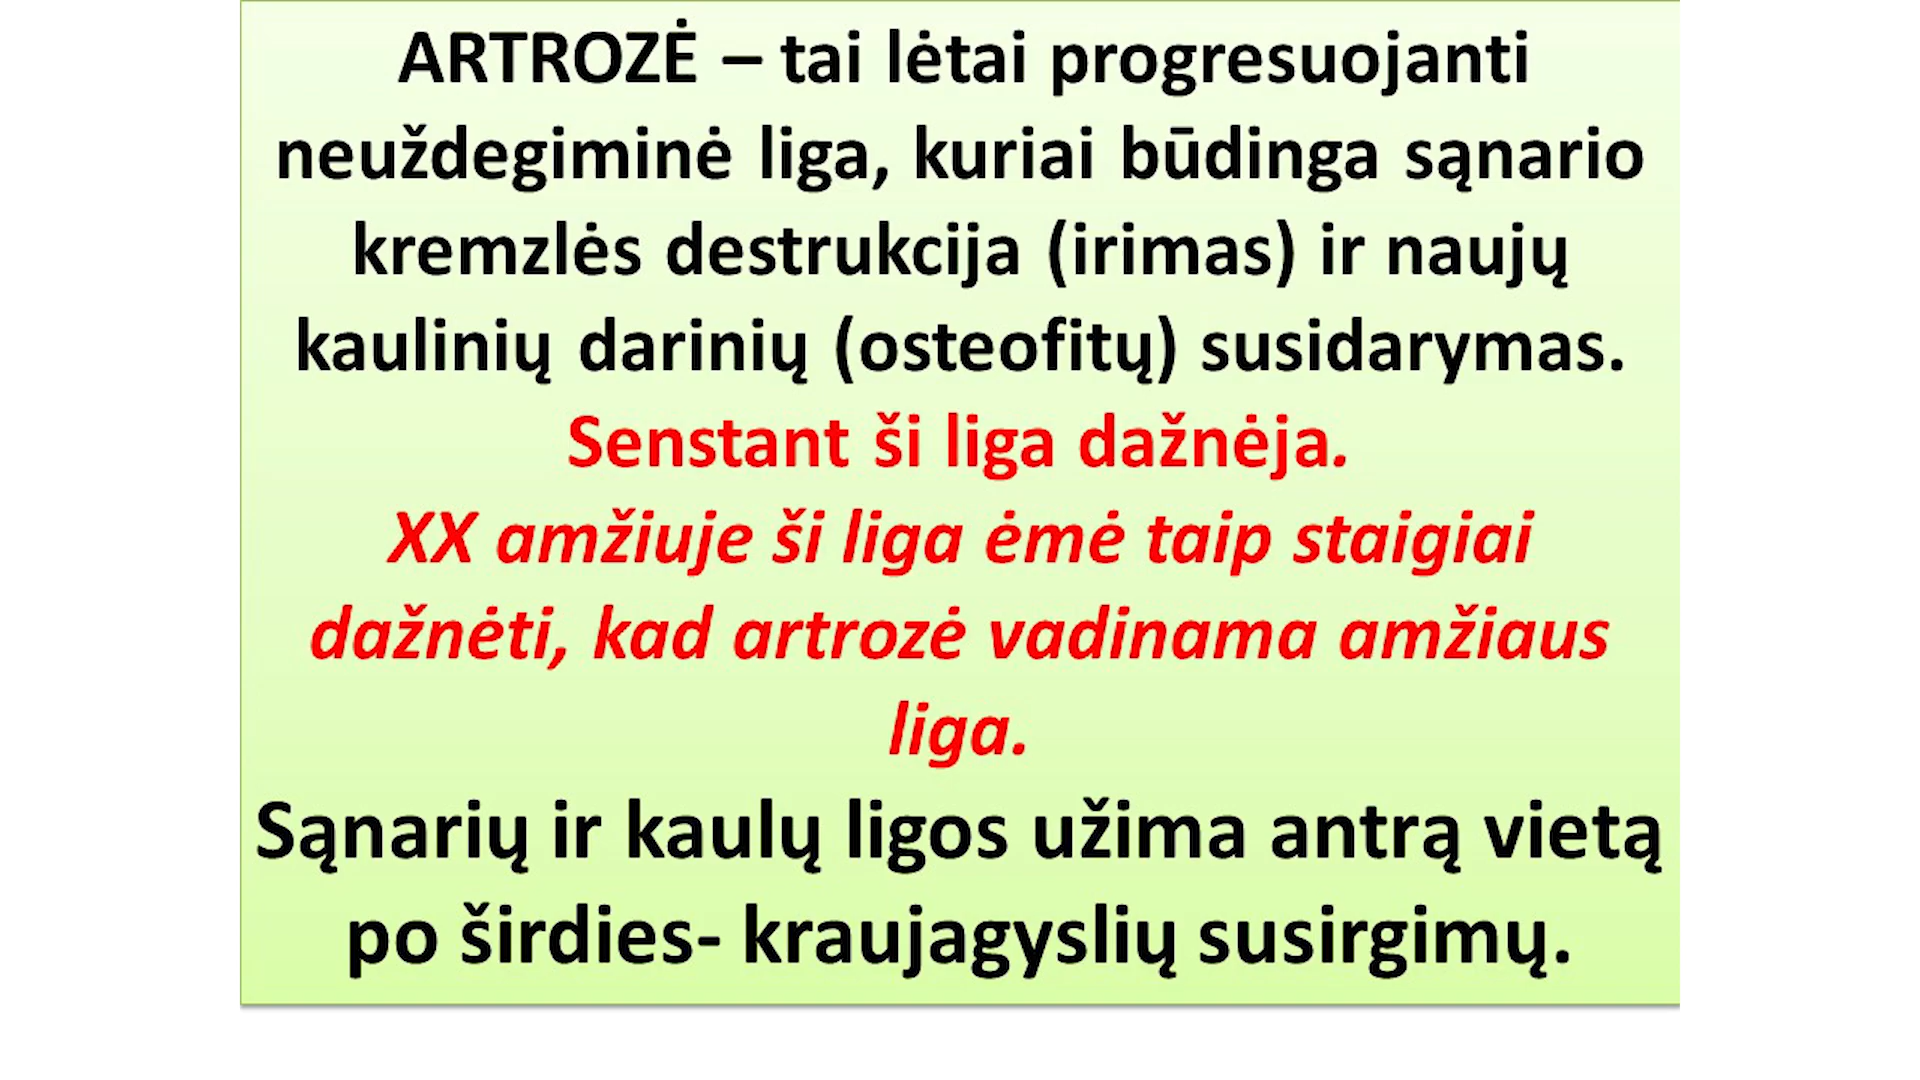 ARTROZĖ – tai lėtai progresuojanti
neuždegiminė liga, kuriai būdinga sąnario
kremzlės destrukcija (irimas) ir naujų
kaulinių darinių (osteofitų) susidarymas.
Senstant ši liga dažnėja.
XX amžiuje ši liga ėmė taip staigiai
dažnėti, kad artrozė vadinama amžiaus
liga.
Sąnarių ir kaulų ligos užima antrą vietą
po širdies- kraujagyslių susirgimų.